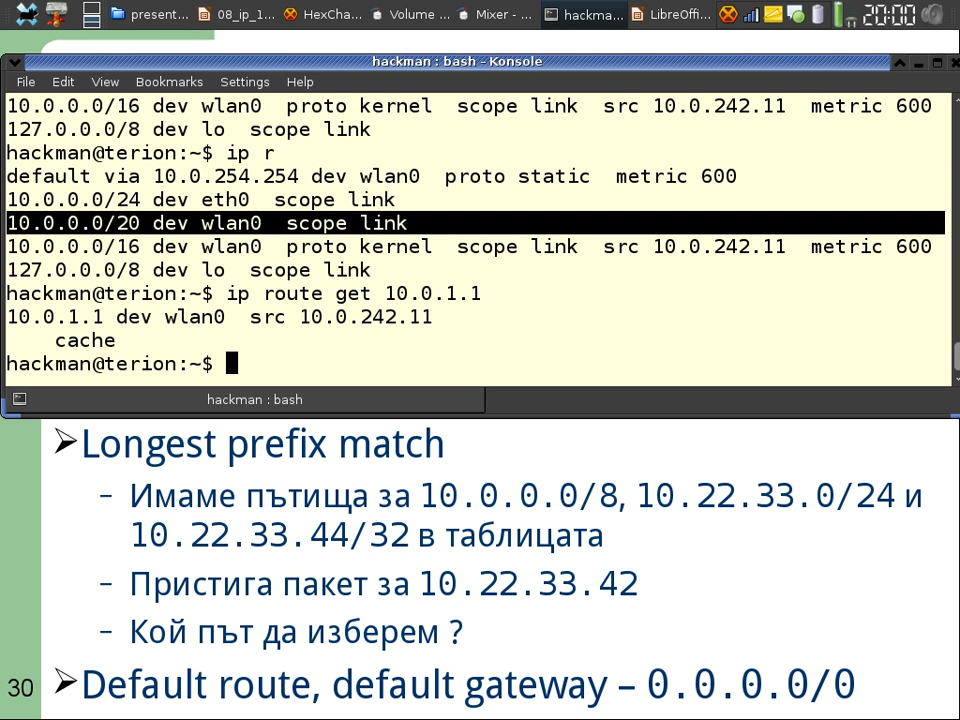 present... 08_ip_1... HexCha... Volume ... Mixer - ... hackma... LibreOffi... 20:00
hackman : bash – Konsole
File Edit View Bookmarks Settings Help
10.0.0.0/16 dev wlan0  proto kernel  scope link  src 10.0.242.11  metric 600
127.0.0.0/8 dev lo  scope link
hackman@terion:~$ ip r
default via 10.0.254.254 dev wlan0  proto static  metric 600
10.0.0.0/24 dev eth0  scope link
10.0.0.0/20 dev wlan0  scope link
10.0.0.0/16 dev wlan0  proto kernel  scope link  src 10.0.242.11  metric 600
127.0.0.0/8 dev lo  scope link
hackman@terion:~$ ip route get 10.0.1.1
10.0.1.1 dev wlan0  src 10.0.242.11
    cache
hackman@terion:~$
hackman : bash
➢Longest prefix match
– Имаме пътища за 10.0.0.0/8, 10.22.33.0/24 и
10.22.33.44/32 в таблицата
– Пристига пакет за 10.22.33.42
– Кой път да изберем ?
30
➢Default route, default gateway – 0.0.0.0/0